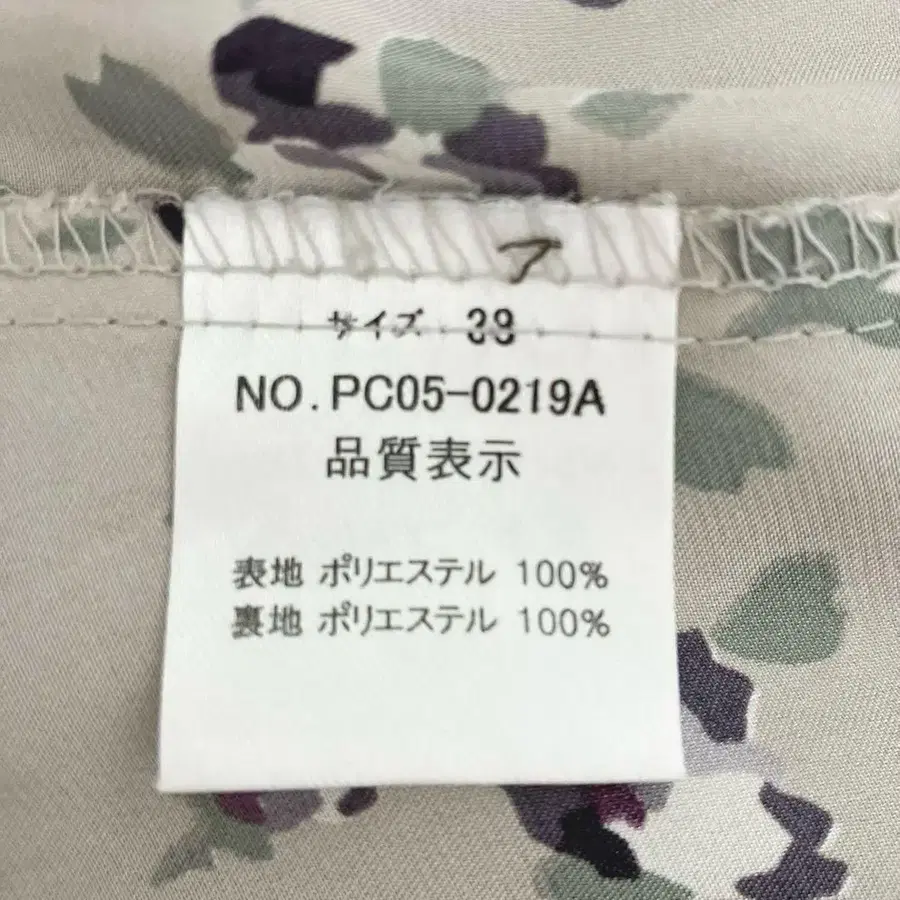 ア
サイズ 38
NO.PC05-0219A
品質表示
表地 ポリエステル 100%
裏地 ポリエステル 100%